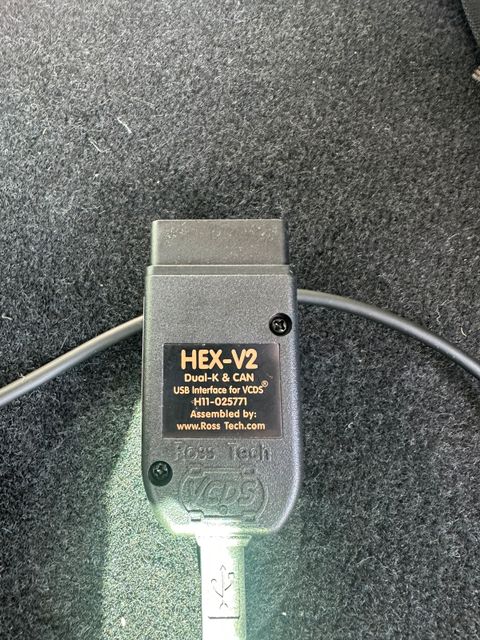 HEX-V2
Dual-K & CAN
USB Interface for VCDS®
H11-025771
Assembled by:
www.Ross Tech.com
Ross Tech
VCDS